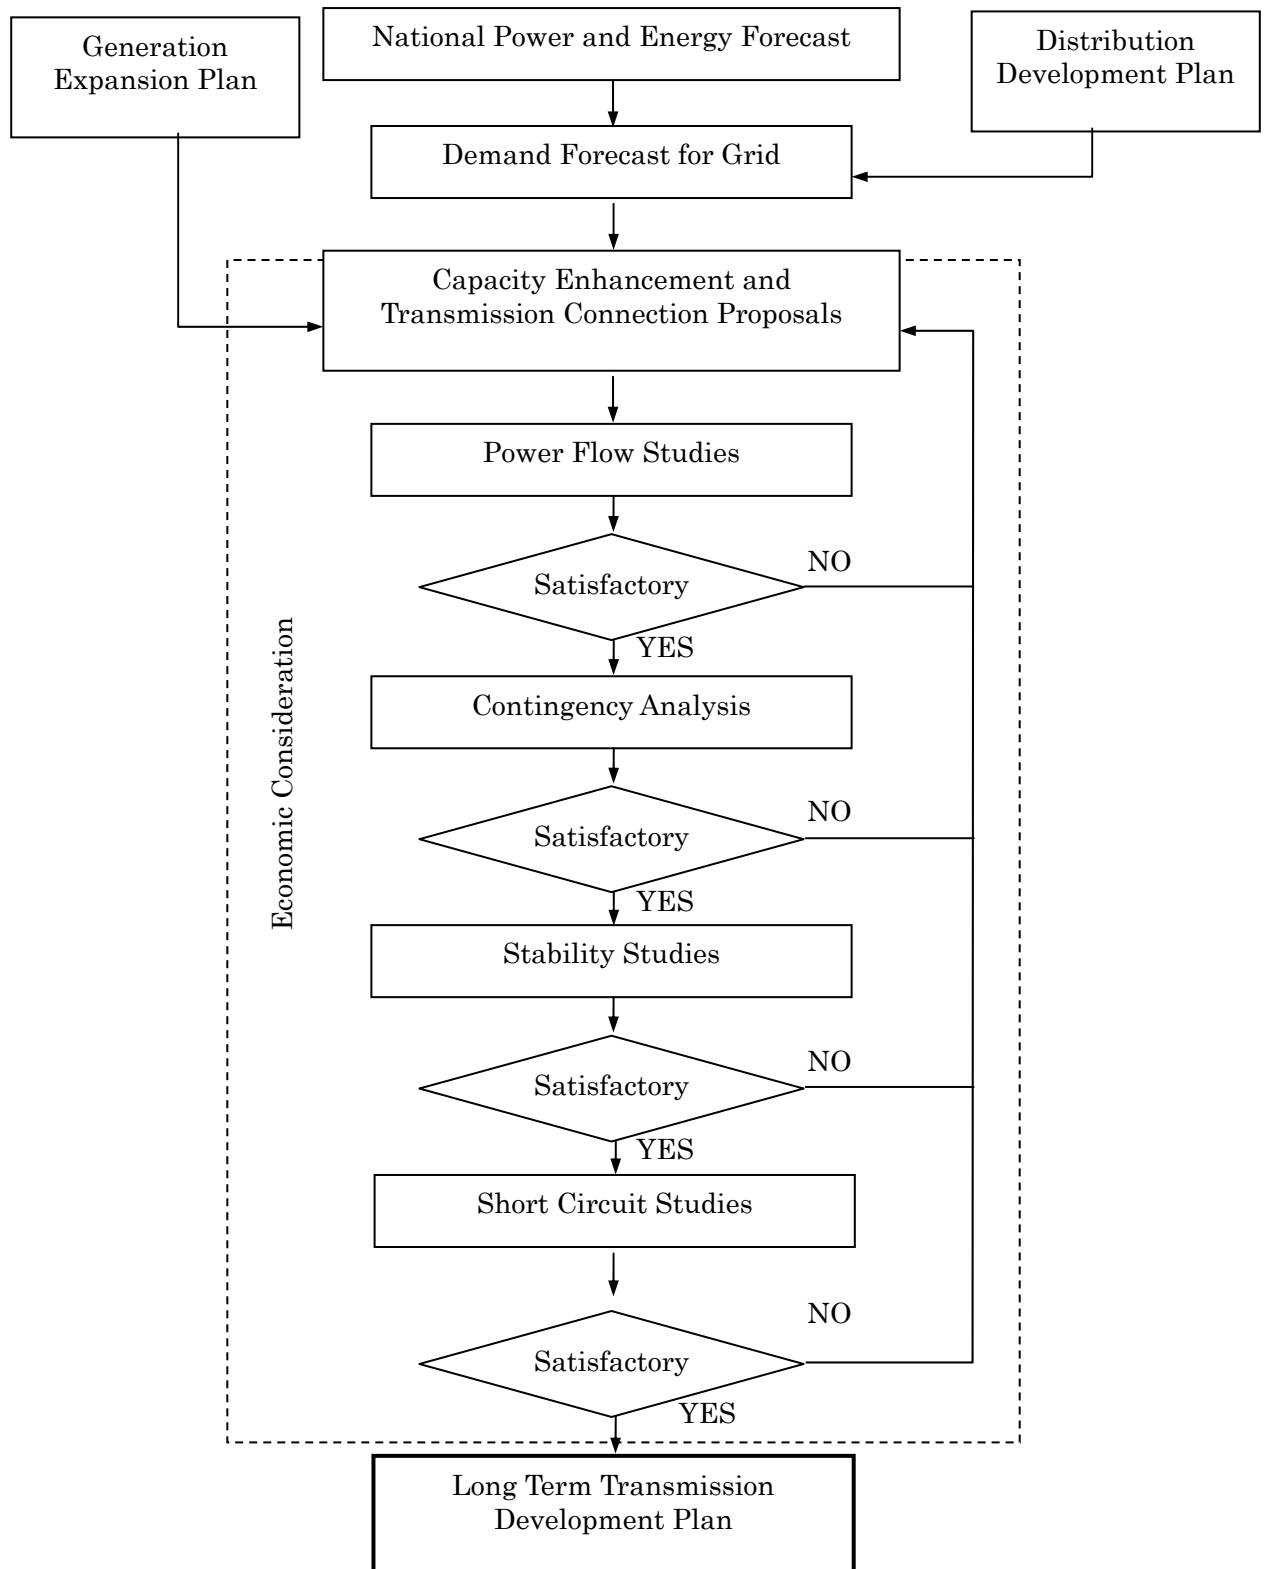 Generation
Expansion Plan
National Power and Energy Forecast
Distribution
Development Plan
Demand Forecast for Grid
Capacity Enhancement and
Transmission Connection Proposals
Power Flow Studies
Satisfactory
NO
YES
Contingency Analysis
Economic Consideration
Satisfactory
NO
YES
Stability Studies
Satisfactory
NO
YES
Short Circuit Studies
Satisfactory
NO
YES
Long Term Transmission
Development Plan